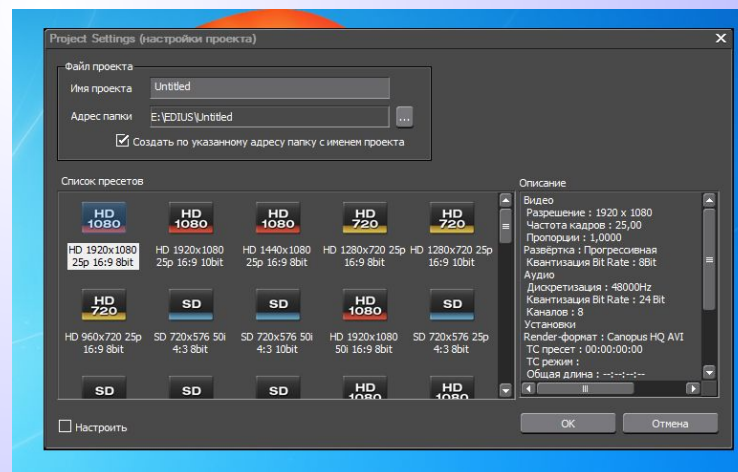 Project Settings (настройки проекта)
Файл проекта
Имя проекта
Untitled
Адрес папки
E:\EDIUS\Untitled
...
Создать по указанному адресу папку с именем проекта
Список пресетов
HD 1080
HD 1080
HD 1080
HD 720
HD 720
HD 1920x1080 25p 16:9 8bit
HD 1920x1080 25p 16:9 10bit
HD 1440x1080 25p 16:9 8bit
HD 1280x720 25p 16:9 8bit
HD 1280x720 25p 16:9 10bit
HD 720
SD
SD
HD 1080
SD
HD 960x720 25p 16:9 8bit
SD 720x576 50i 4:3 8bit
SD 720x576 50i 4:3 10bit
HD 1920x1080 50i 16:9 8bit
SD 720x576 25p 4:3 8bit
SD
SD
SD
HD 1080
HD 1080
Описание
Видео
Разрешение : 1920 x 1080
Частота кадров : 25,00
Пропорции : 1,0000
Развёртка : Прогрессивная
Квантизация Bit Rate : 8Bit
Аудио
Дискретизация : 48000Hz
Квантизация Bit Rate : 24 Bit
Каналов : 8
Установки
Render-формат : Canopus HQ AVI
TC пресет : 00:00:00:00
TC режим :
Общая длина : --:--:--:--
Настроить
OK
Отмена